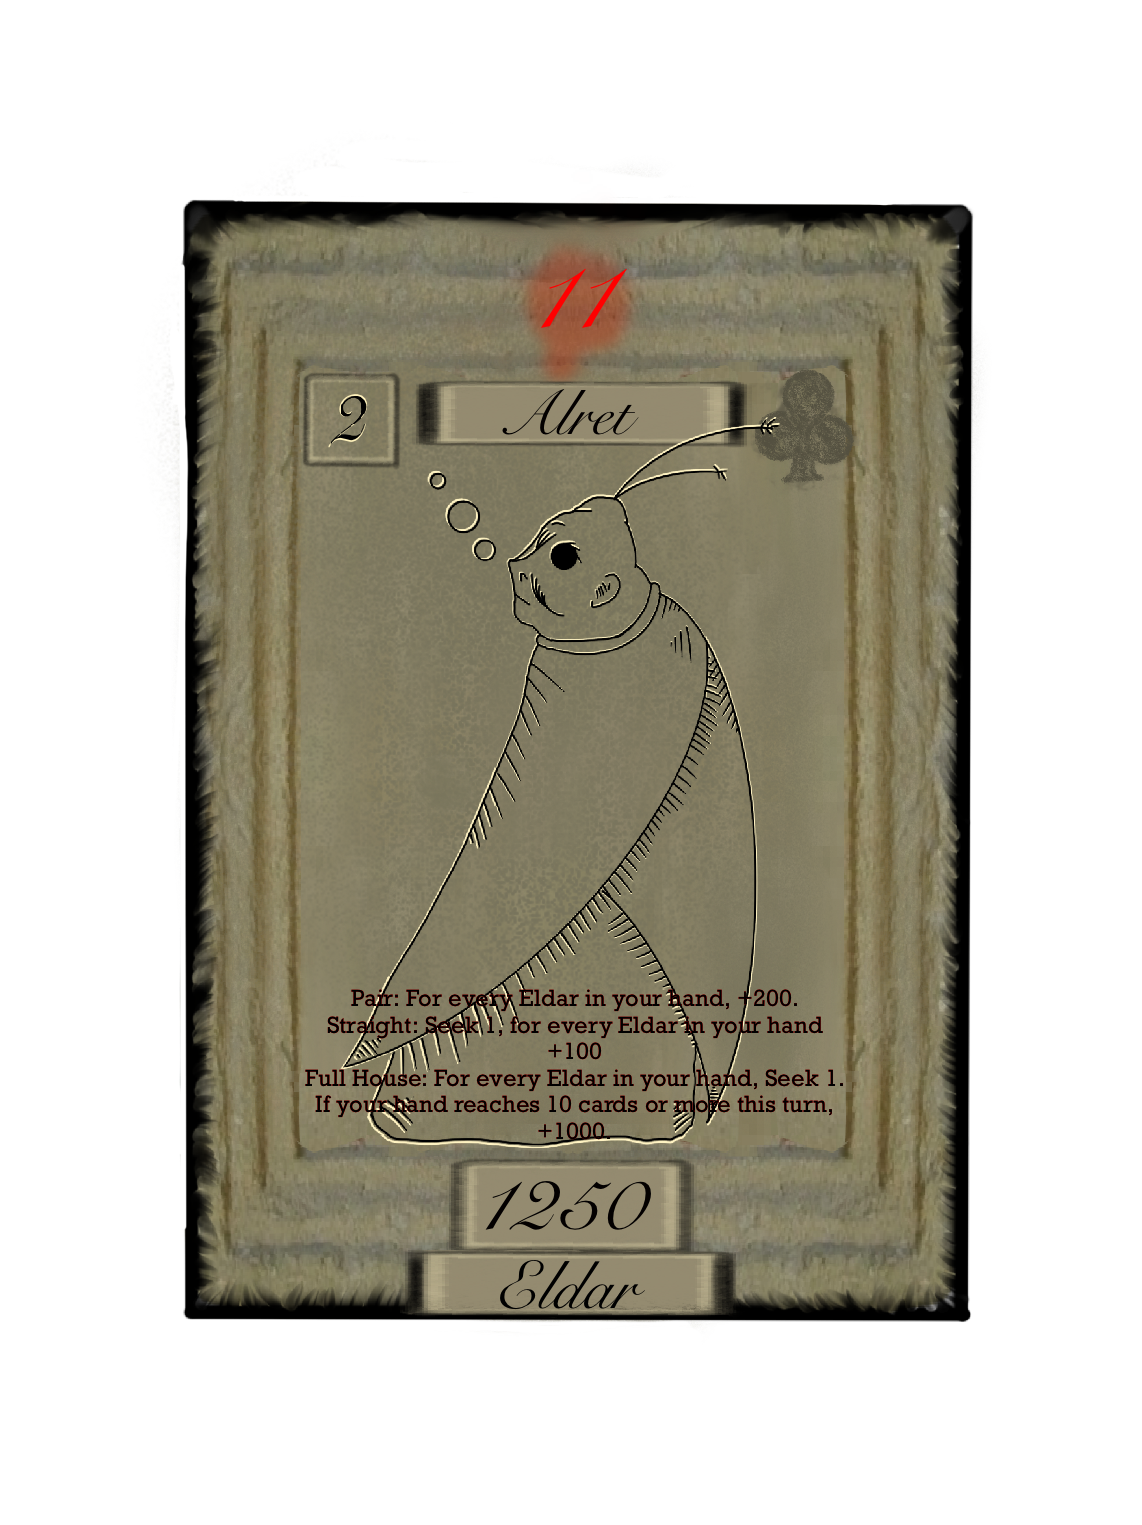 11
2
Alret
Pair: For every Eldar in your hand, +200.
Straight: Seek 1, for every Eldar in your hand
+100
Full House: For every Eldar in your hand, Seek 1.
If your hand reaches 10 cards or more this turn,
+1000.
1250
Eldar